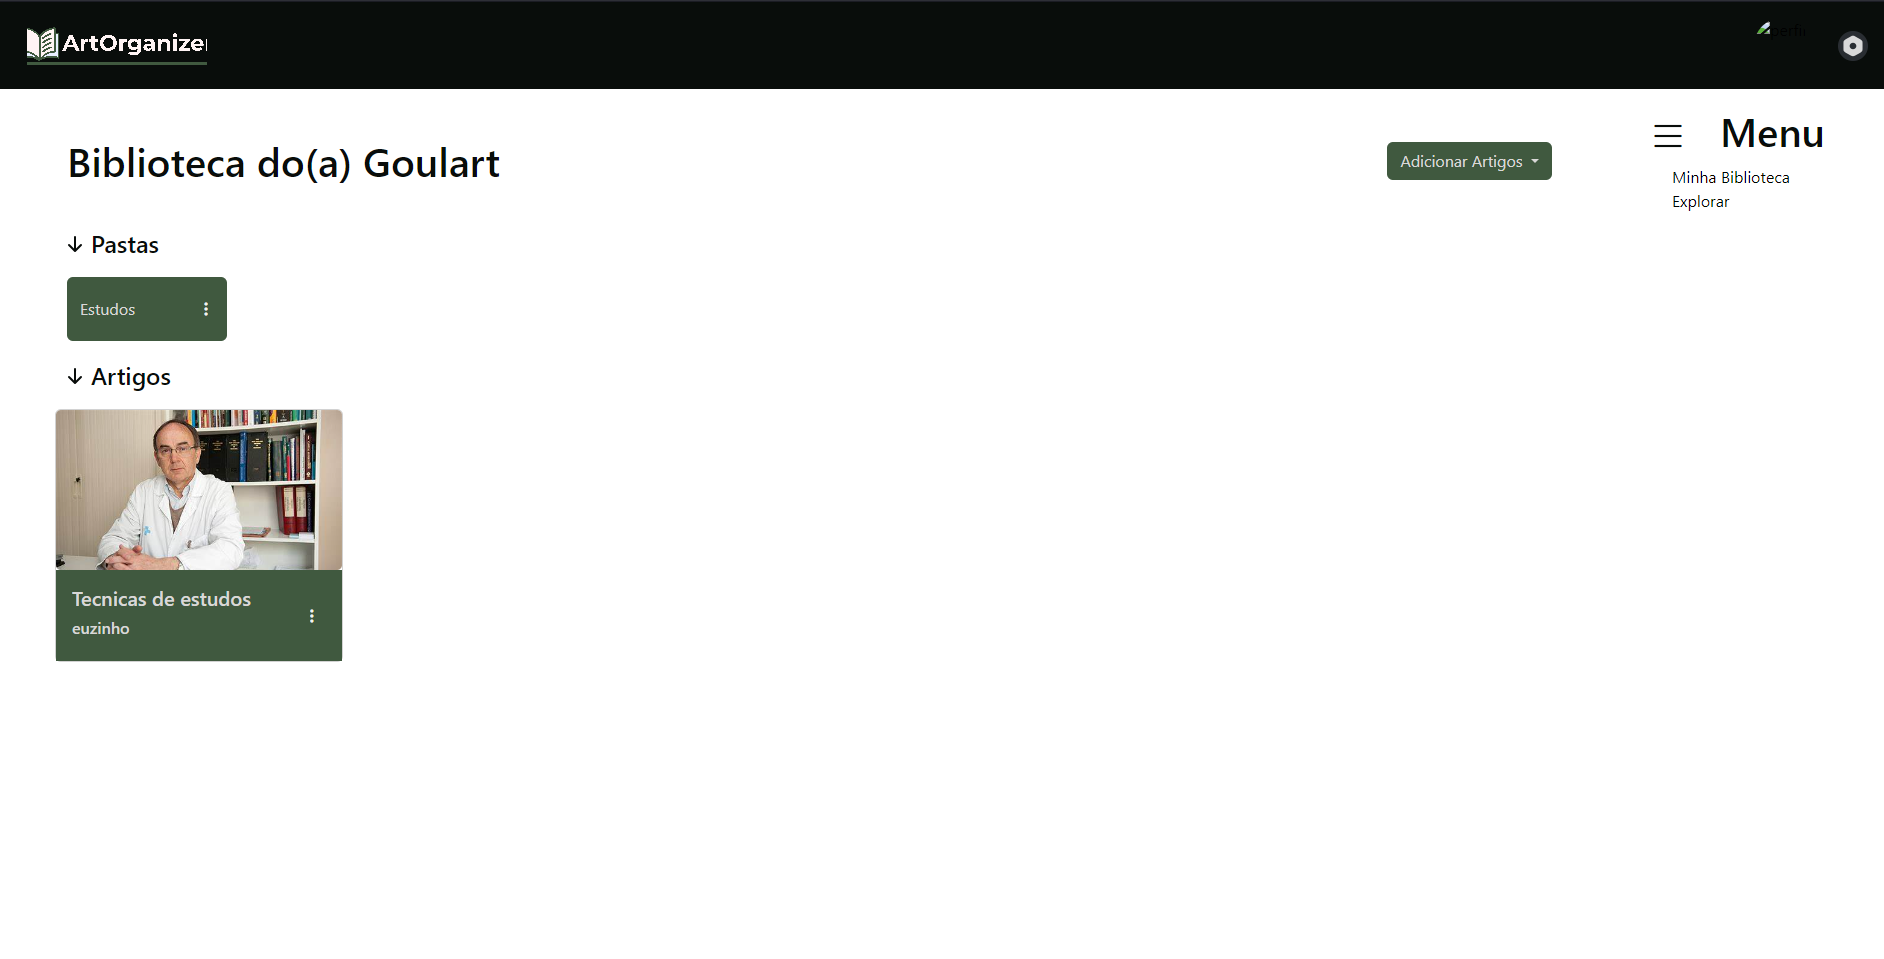 ArtOrganizer
perfil
Menu
Biblioteca do(a) Goulart
Adicionar Artigos
Minha Biblioteca
Explorar
Pastas
Estudos
Artigos
Tecnicas de estudos
euzinho